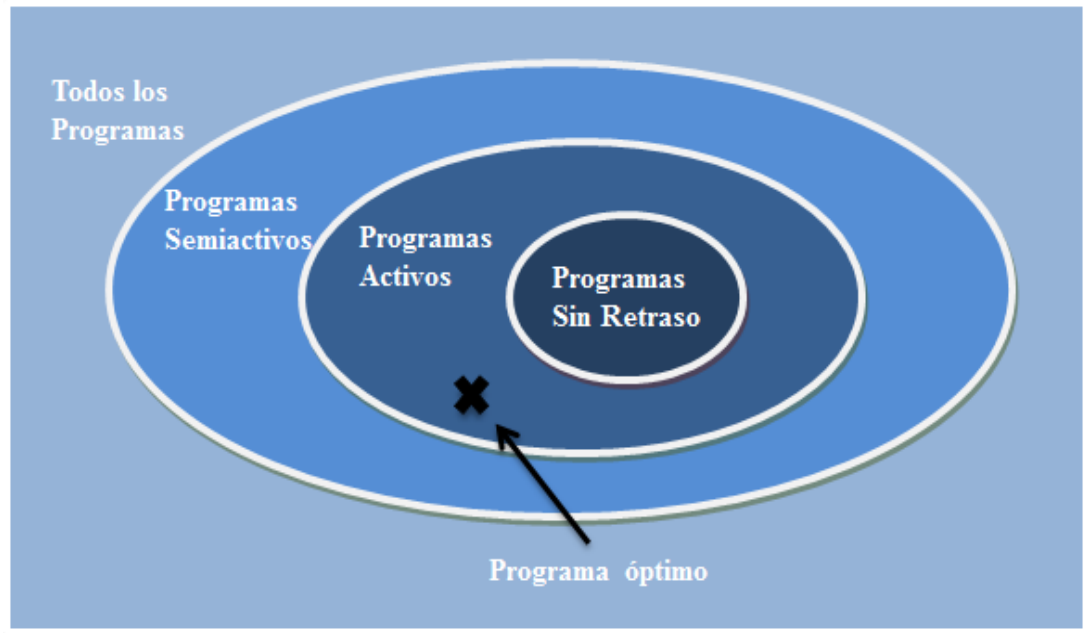 Todos los
Programas
Programas
Semiactivos
Programas
Activos
Programas
Sin Retraso
Programa óptimo